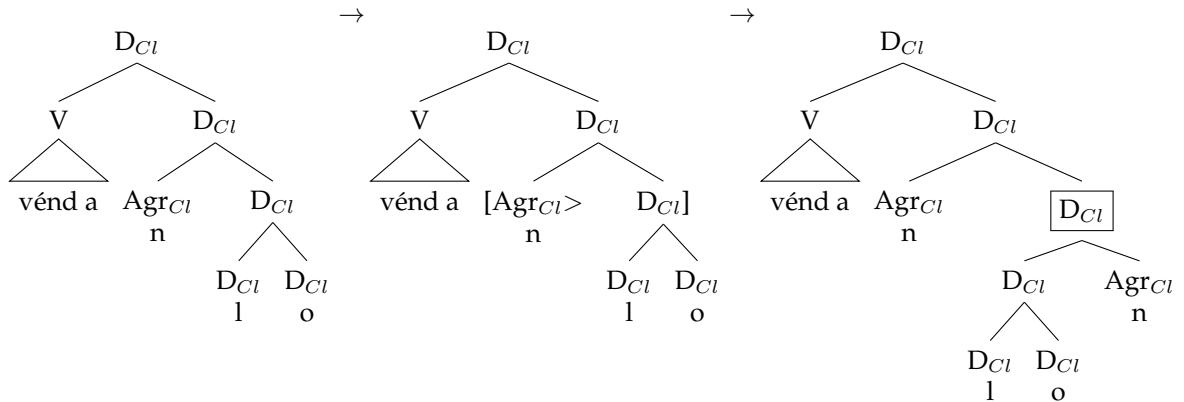 → →
D_Cl D_Cl D_Cl
V D_Cl V D_Cl V D_Cl
vénd a Agr_Cl D_Cl vénd a [Agr_Cl> D_Cl] vénd a Agr_Cl D_Cl
n n n
D_Cl D_Cl D_Cl D_Cl D_Cl Agr_Cl
l o l o n
D_Cl D_Cl
l o